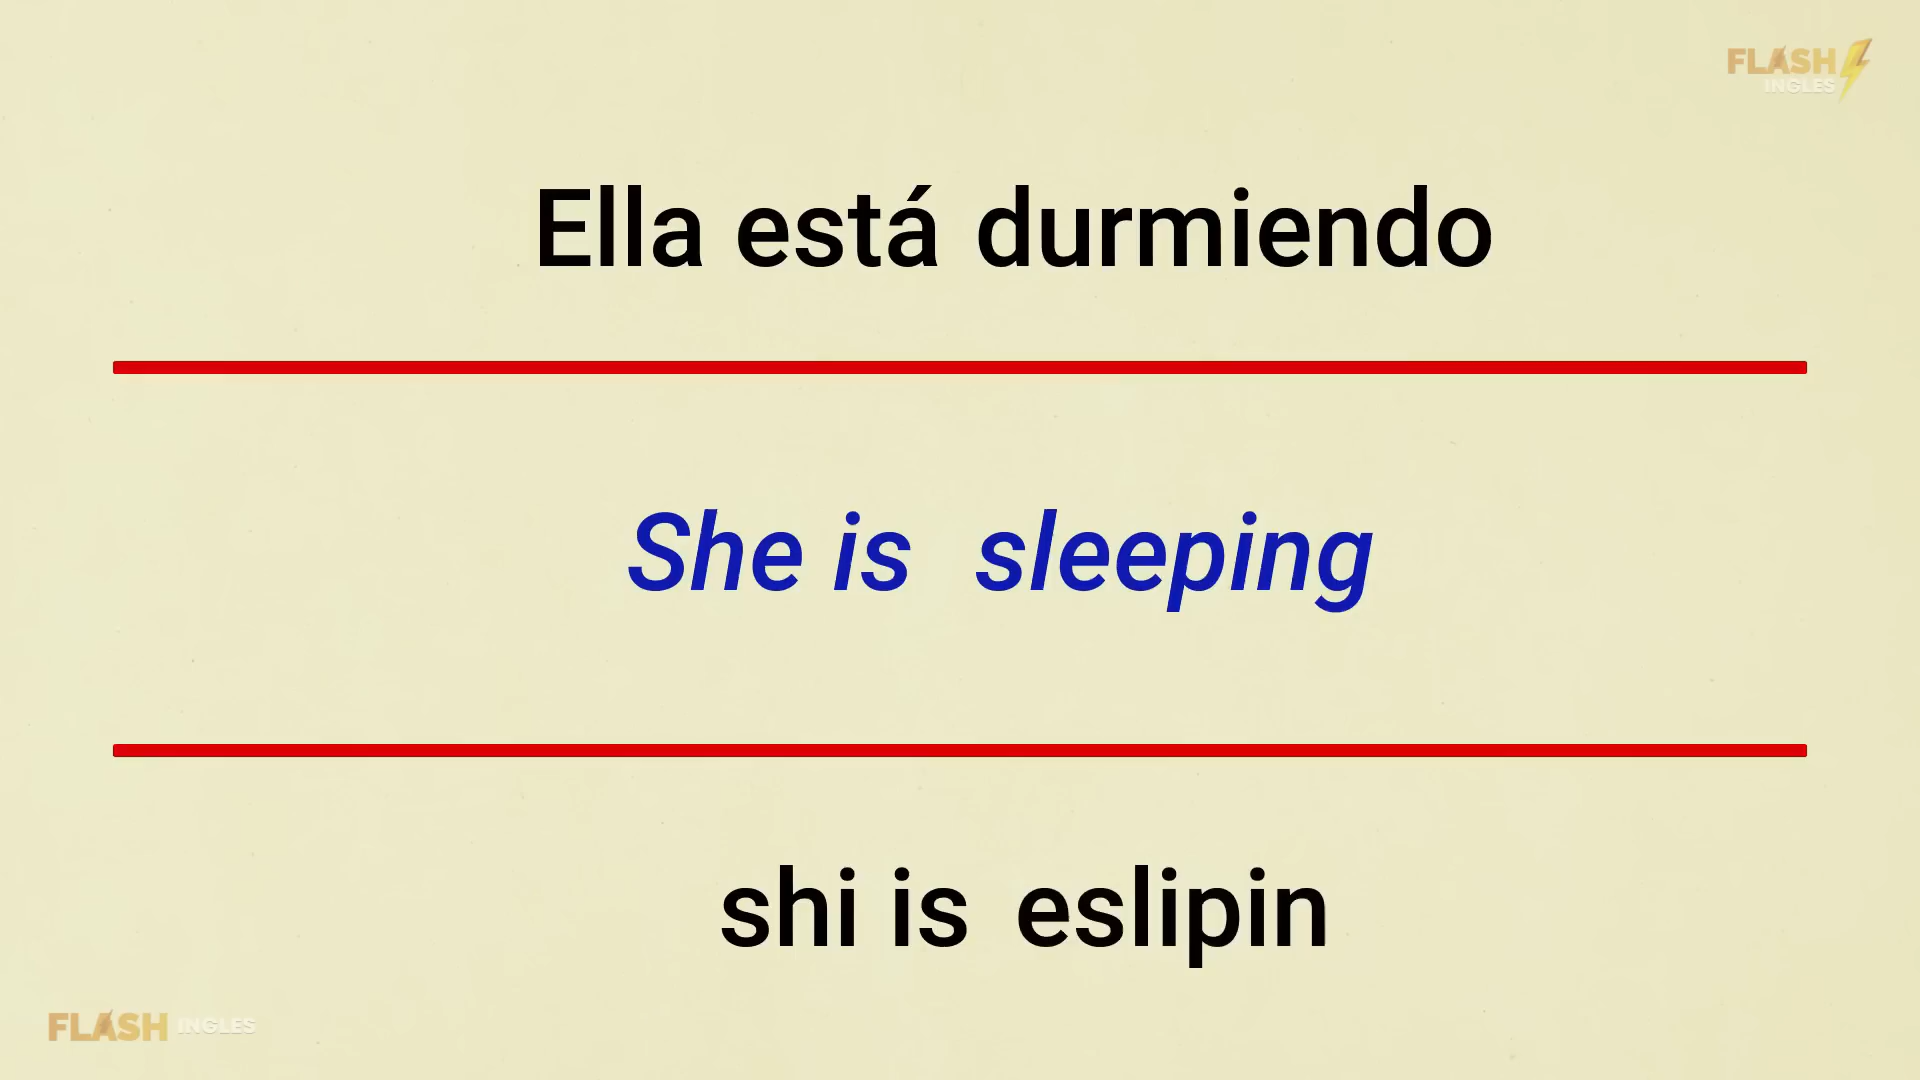 FLASH
INGLES
Ella está durmiendo
She is sleeping
shi is eslipin
FLASH INGLES